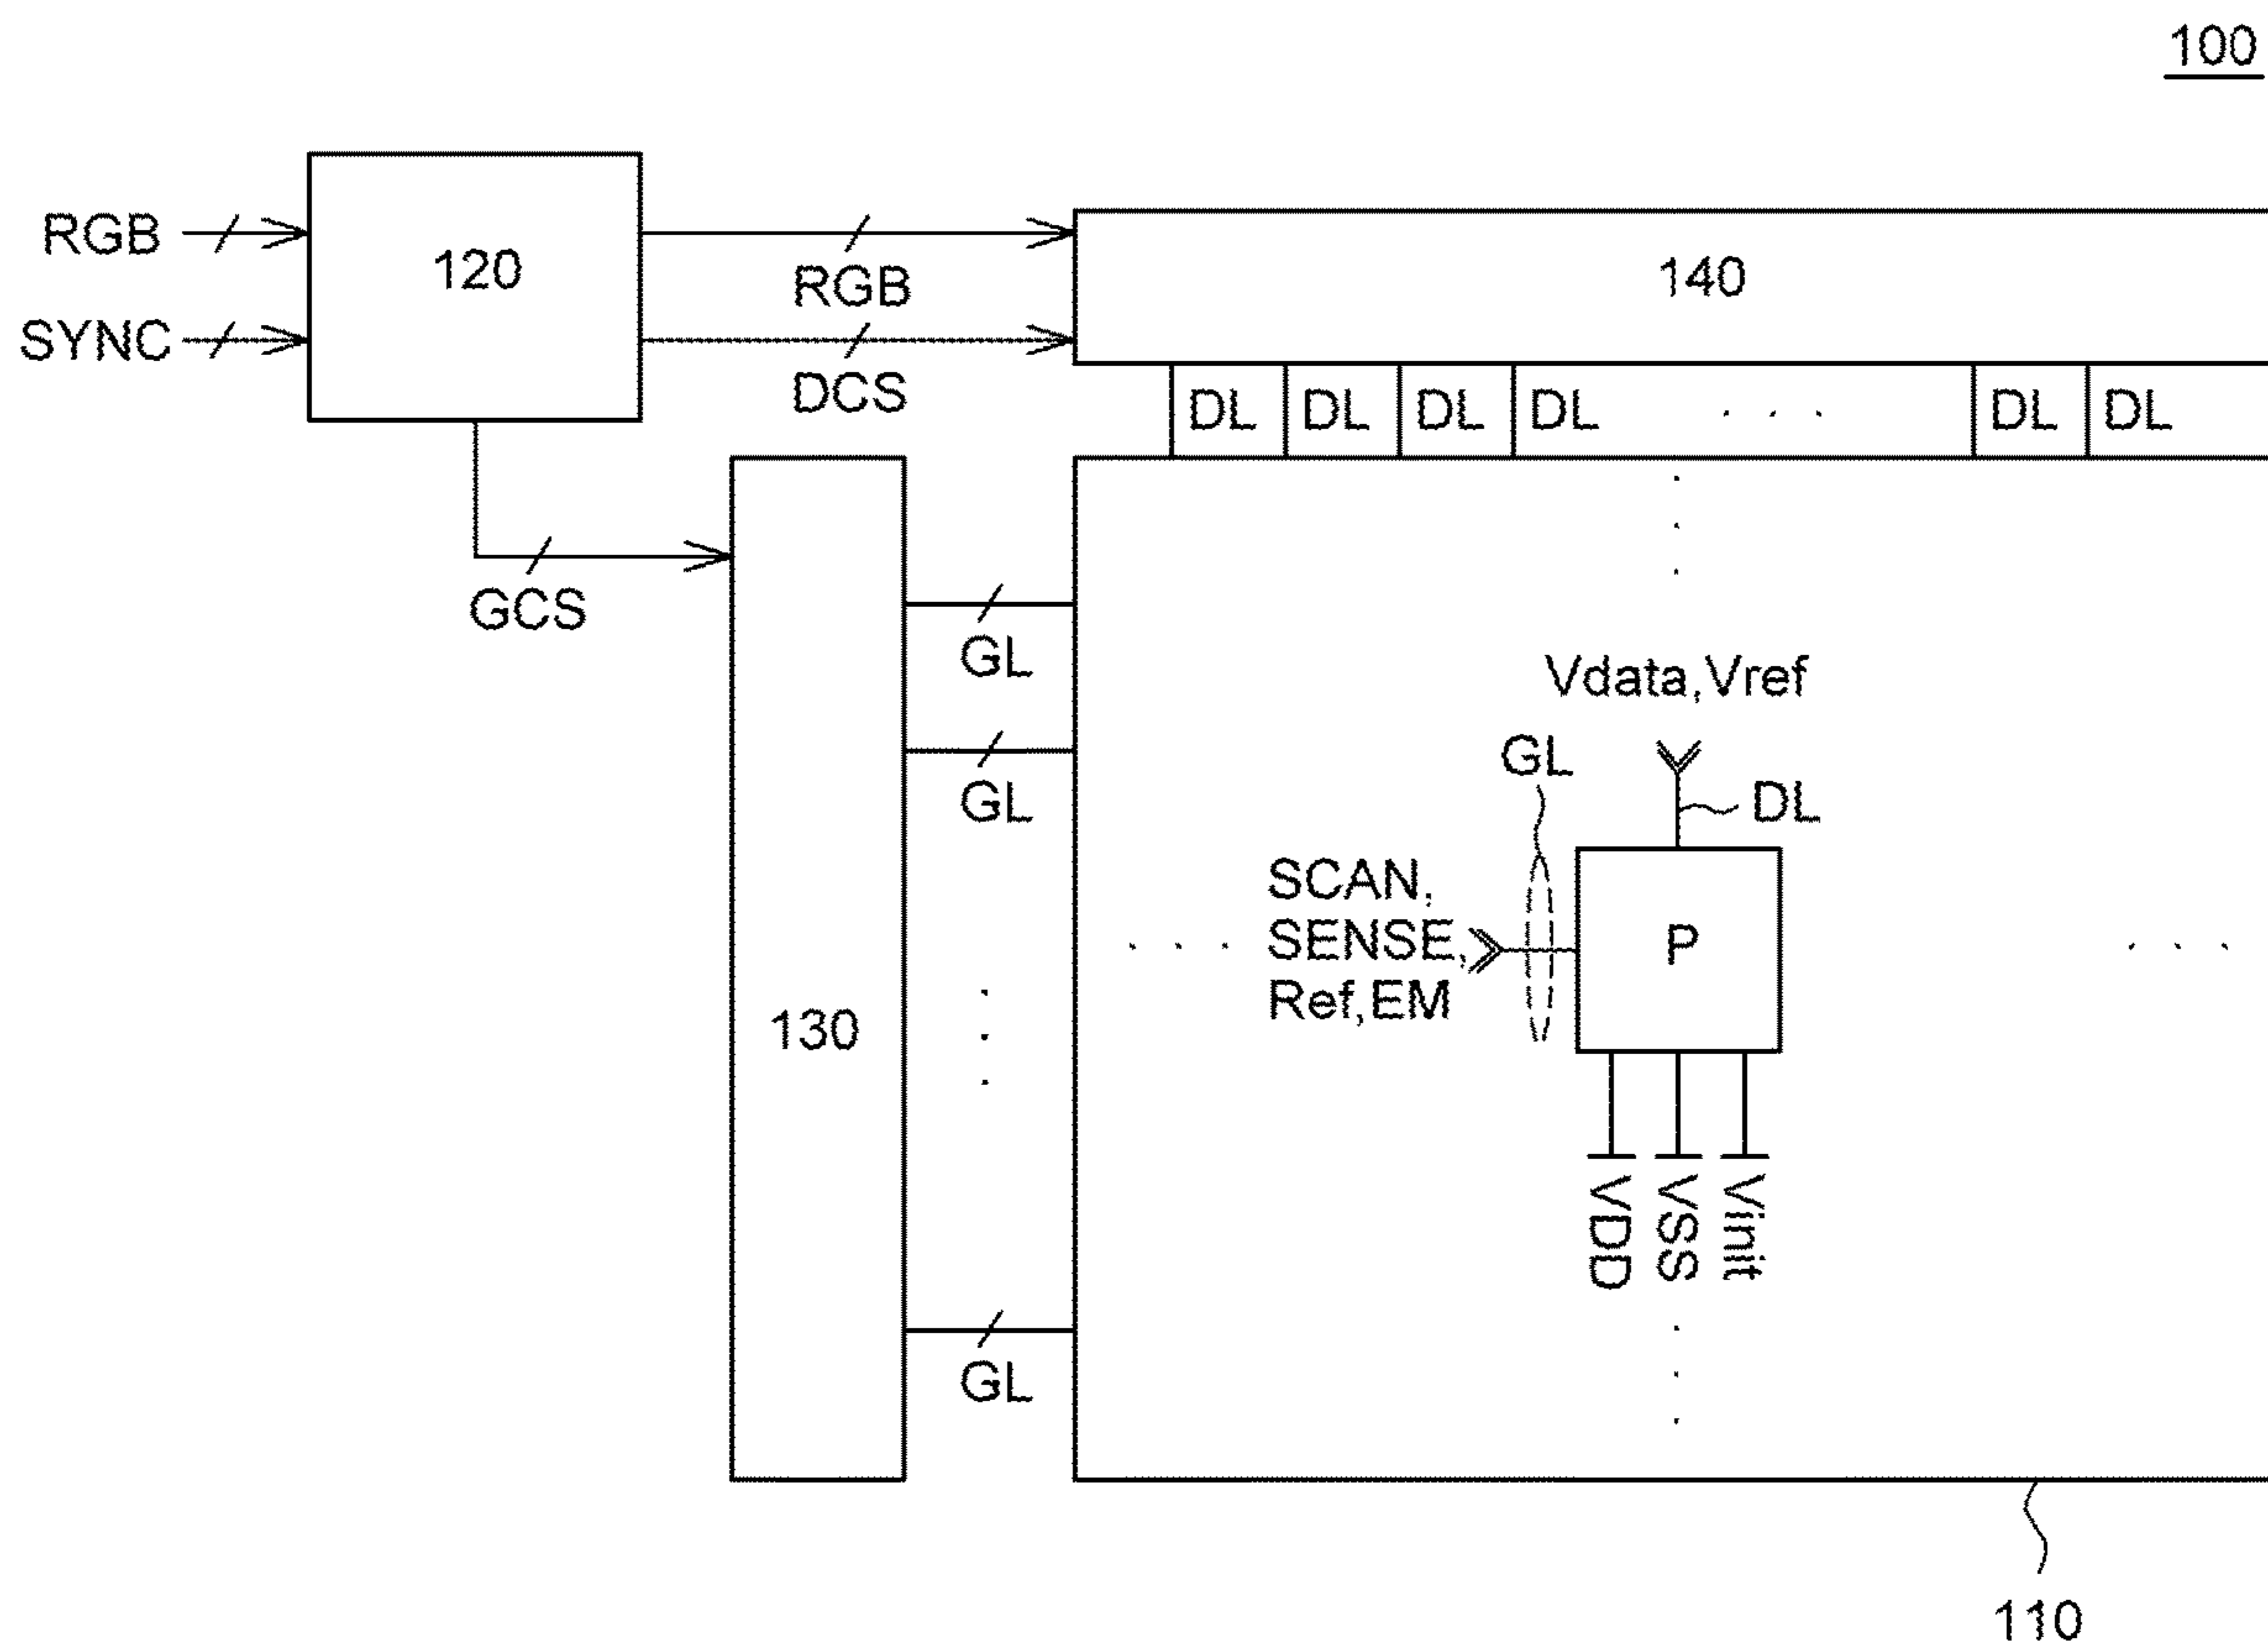 100
RGB
120
RGB
140
SYNC
DCS
DL DL DL DL . . . DL DL
GCS
GL
Vdata,Vref
GL
GL
DL
SCAN,
. . . SENSE,
P
. . .
Ref,EM
130
VDD
VSS
Vinit
GL
110